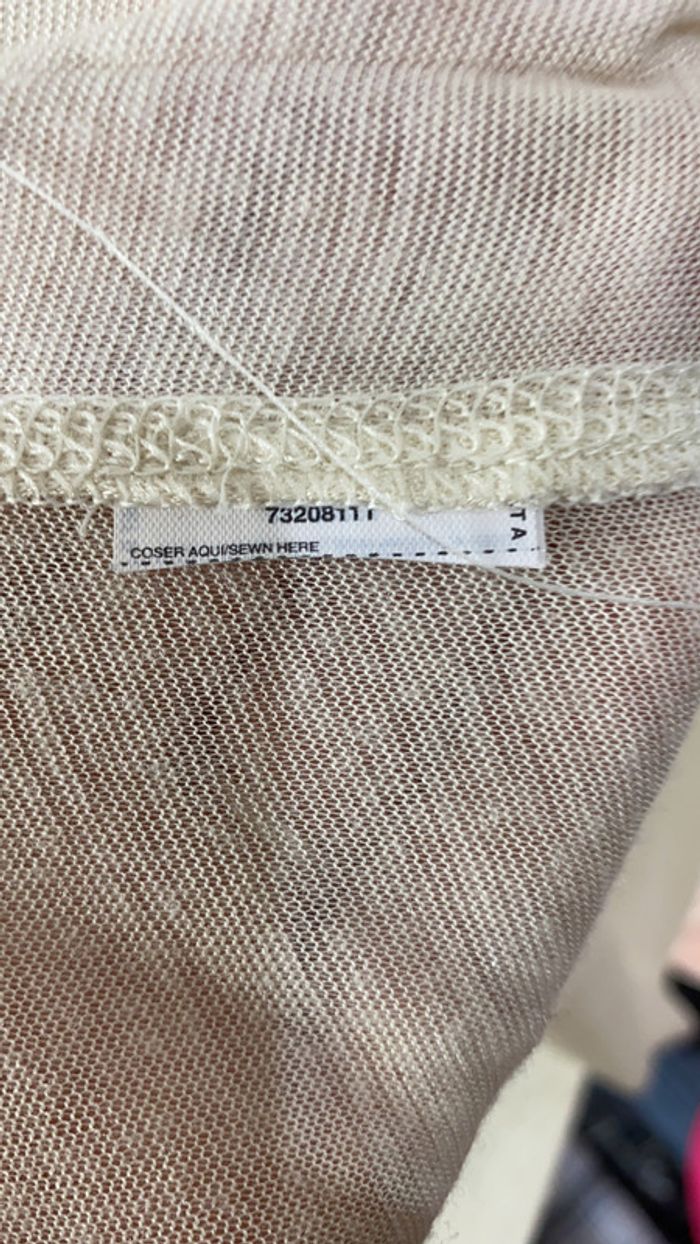 73208111
T A
COSER AQUI/SEWN HERE